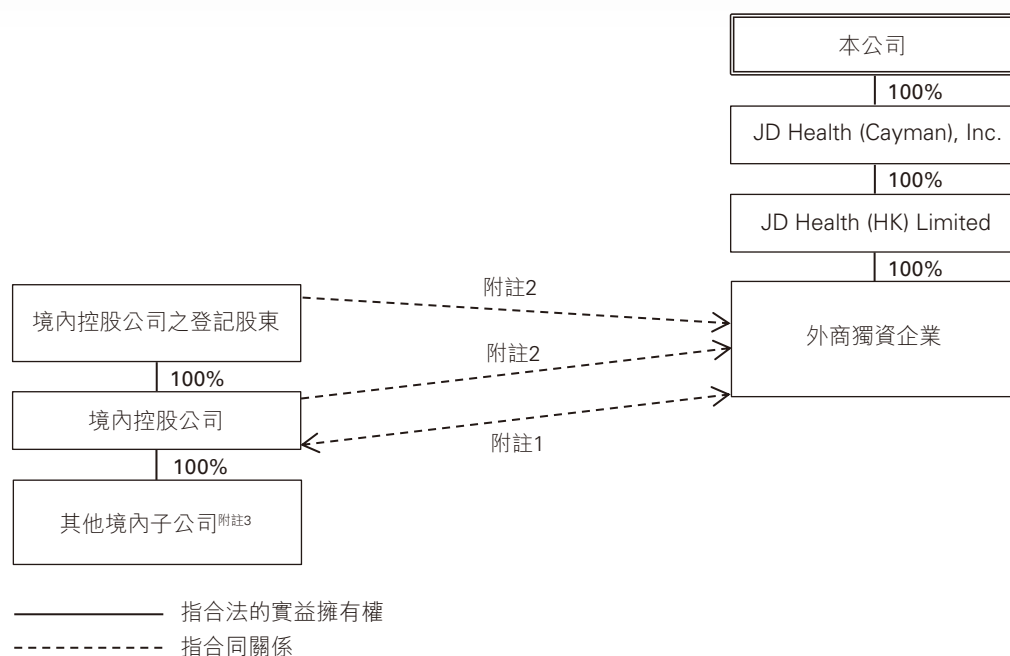 本公司
100%
JD Health (Cayman), Inc.
100%
JD Health (HK) Limited
100%
外商獨資企業
附註2
附註2
附註1
境內控股公司之登記股東
100%
境內控股公司
100%
其他境內子公司附註3
指合法的實益擁有權
指合同關係